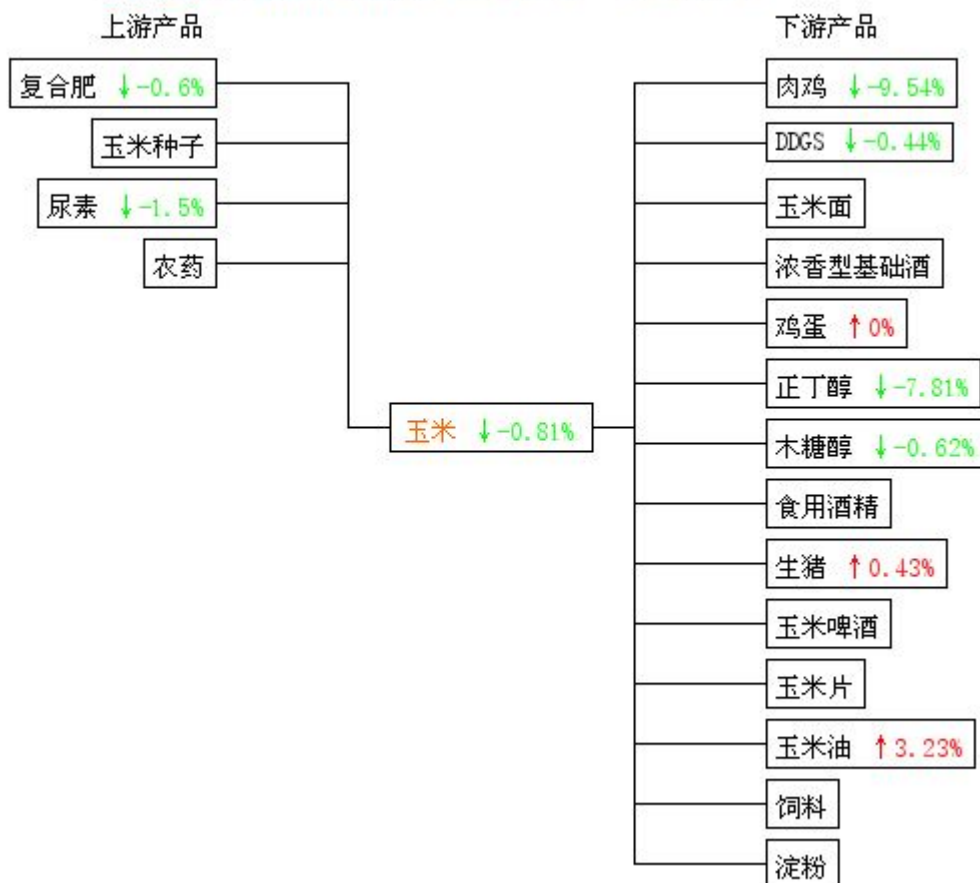 上游产品
复合肥 ↓-0.6%
玉米种子
尿素 ↓-1.5%
农药
玉米 ↓-0.81%
下游产品
肉鸡 ↓-9.54%
DDGS ↓-0.44%
玉米面
浓香型基础酒
鸡蛋 ↑0%
正丁醇 ↓-7.81%
木糖醇 ↓-0.62%
食用酒精
生猪 ↑0.43%
玉米啤酒
玉米片
玉米油 ↑3.23%
饲料
淀粉